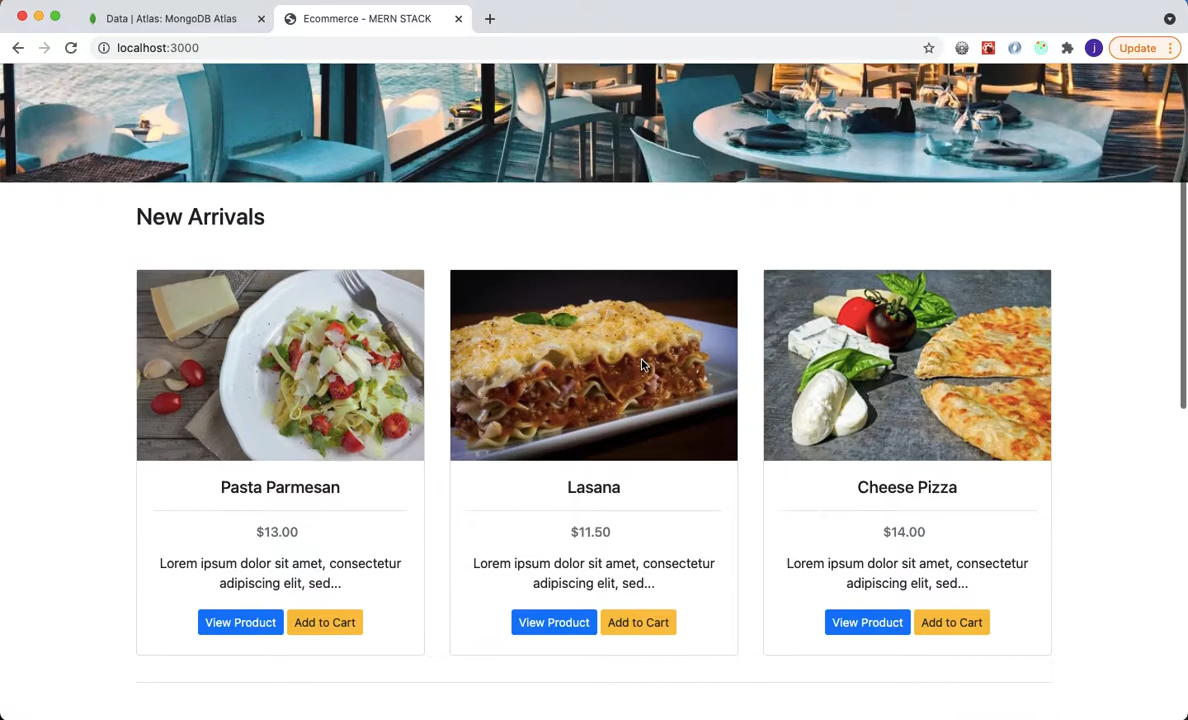 Data | Atlas: MongoDB Atlas
Ecommerce - MERN STACK
localhost:3000
j
Update
New Arrivals
Pasta Parmesan
$13.00
Lorem ipsum dolor sit amet, consectetur
adipiscing elit, sed...
View Product
Add to Cart
Lasana
$11.50
Lorem ipsum dolor sit amet, consectetur
adipiscing elit, sed...
View Product
Add to Cart
Cheese Pizza
$14.00
Lorem ipsum dolor sit amet, consectetur
adipiscing elit, sed...
View Product
Add to Cart